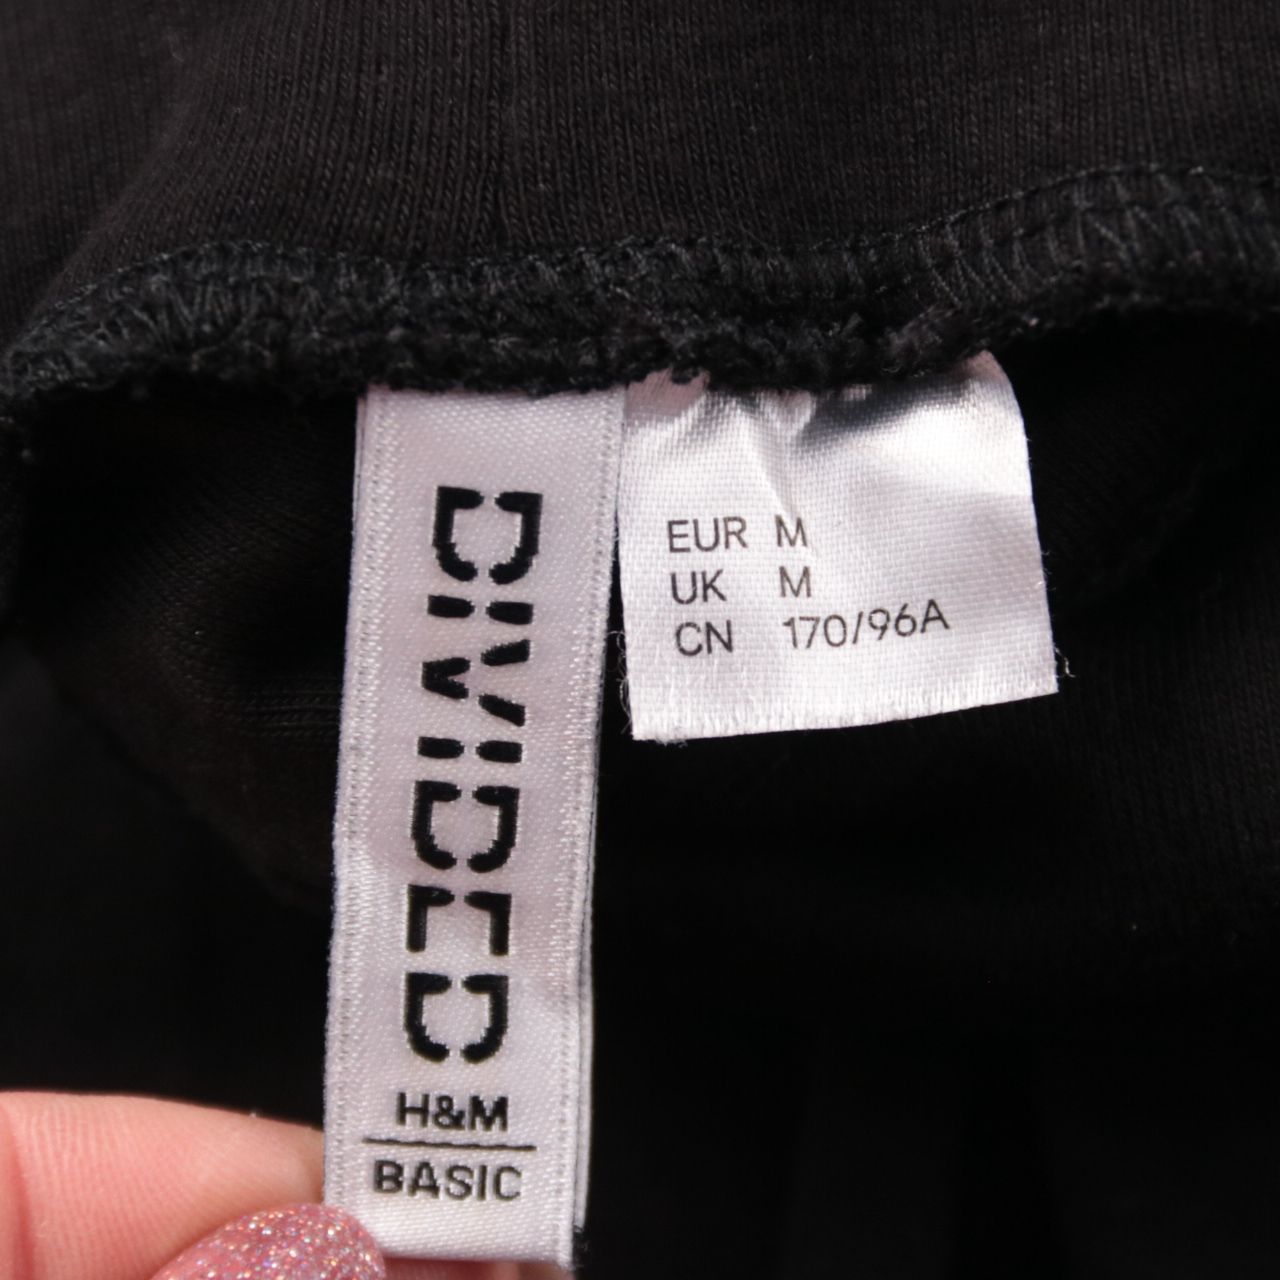 DIVIDED
H&M
BASIC
EUR M
UK M
CN 170/96A